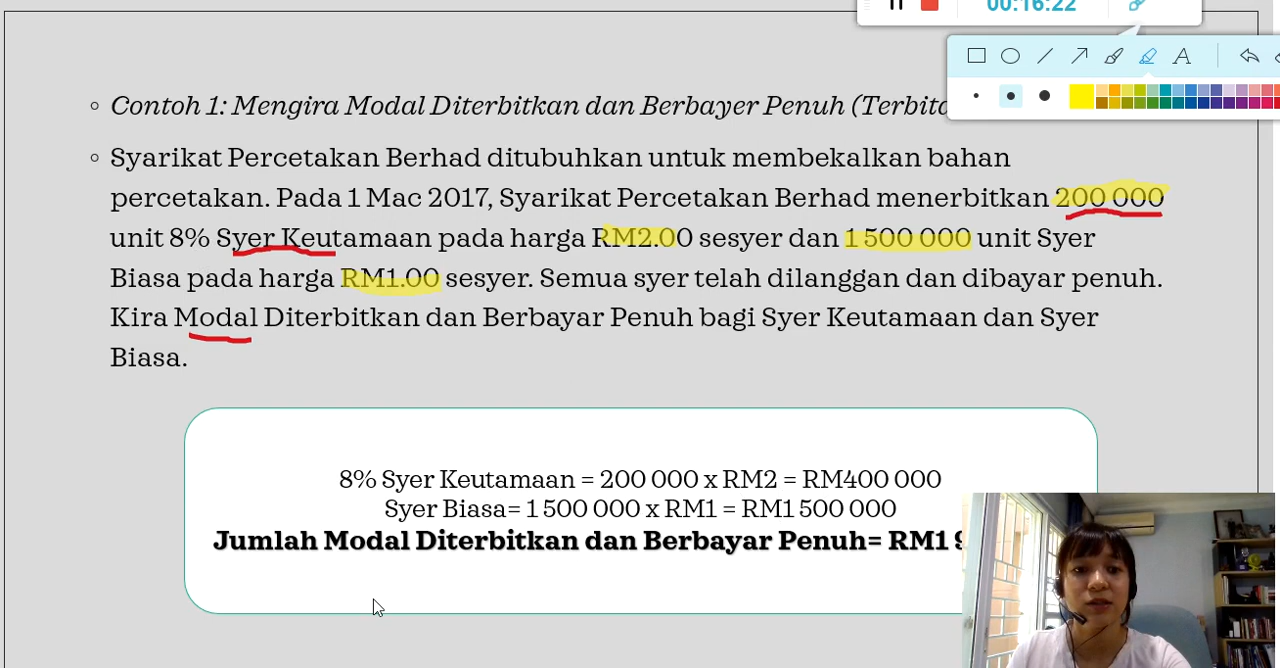 00:16:22
A
Contoh 1: Mengira Modal Diterbitkan dan Berbayer Penuh
Syarikat Percetakan Berhad ditubuhkan untuk membekalkan bahan
percetakan. Pada 1 Mac 2017, Syarikat Percetakan Berhad menerbitkan 200 000
unit 8% Syer Keutamaan pada harga RM2.00 sesyer dan 1 500 000 unit Syer
Biasa pada harga RM1.00 sesyer. Semua syer telah dilanggan dan dibayar penuh.
Kira Modal Diterbitkan dan Berbayar Penuh bagi Syer Keutamaan dan Syer
Biasa.
8% Syer Keutamaan = 200 000 x RM2 = RM400 000
Syer Biasa= 1 500 000 x RM1 = RM1 500 000
Jumlah Modal Diterbitkan dan Berbayar Penuh= RM1